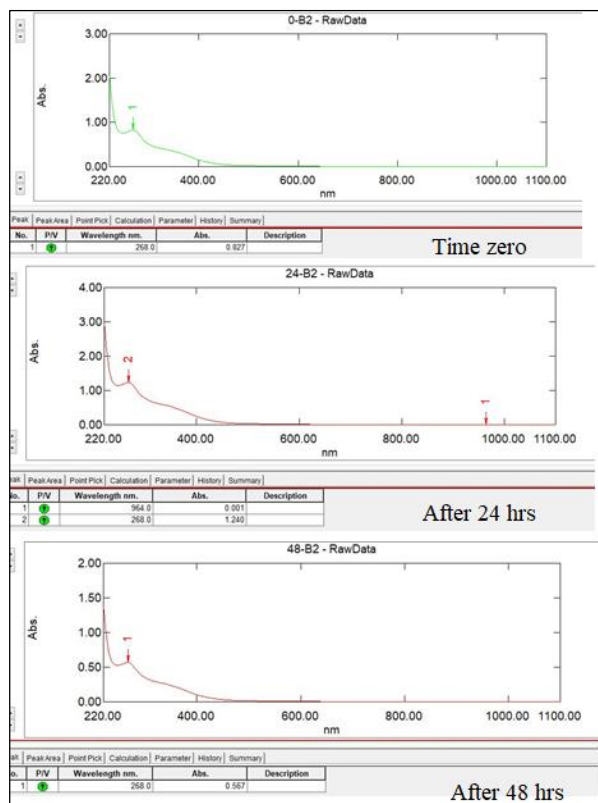 0-B2 - RawData
3.00
2.00
1.00
0.00
Abs.
1
220.00 400.00 600.00 800.00 1000.00 1100.00
nm
Peak Peak Area Point Pick Calculation Parameter History Summary
No. P/V Wavelength nm. Abs. Description
1 268.0 0.827
Time zero
24-B2 - RawData
4.00
3.00
2.00
1.00
0.00
Abs.
2
1
220.00 400.00 600.00 800.00 1000.00 1100.00
nm
eak Peak Area Point Pick Calculation Parameter History Summary
No. P/V Wavelength nm. Abs. Description
1 964.0 0.001
2 268.0 1.240
After 24 hrs
48-B2 - RawData
2.00
1.50
1.00
0.50
0.00
Abs.
1
220.00 400.00 600.00 800.00 1000.00 1100.00
nm
eak Peak Area Point Pick Calculation Parameter History Summary
o. P/V Wavelength nm. Abs. Description
1 268.0 0.567
After 48 hrs